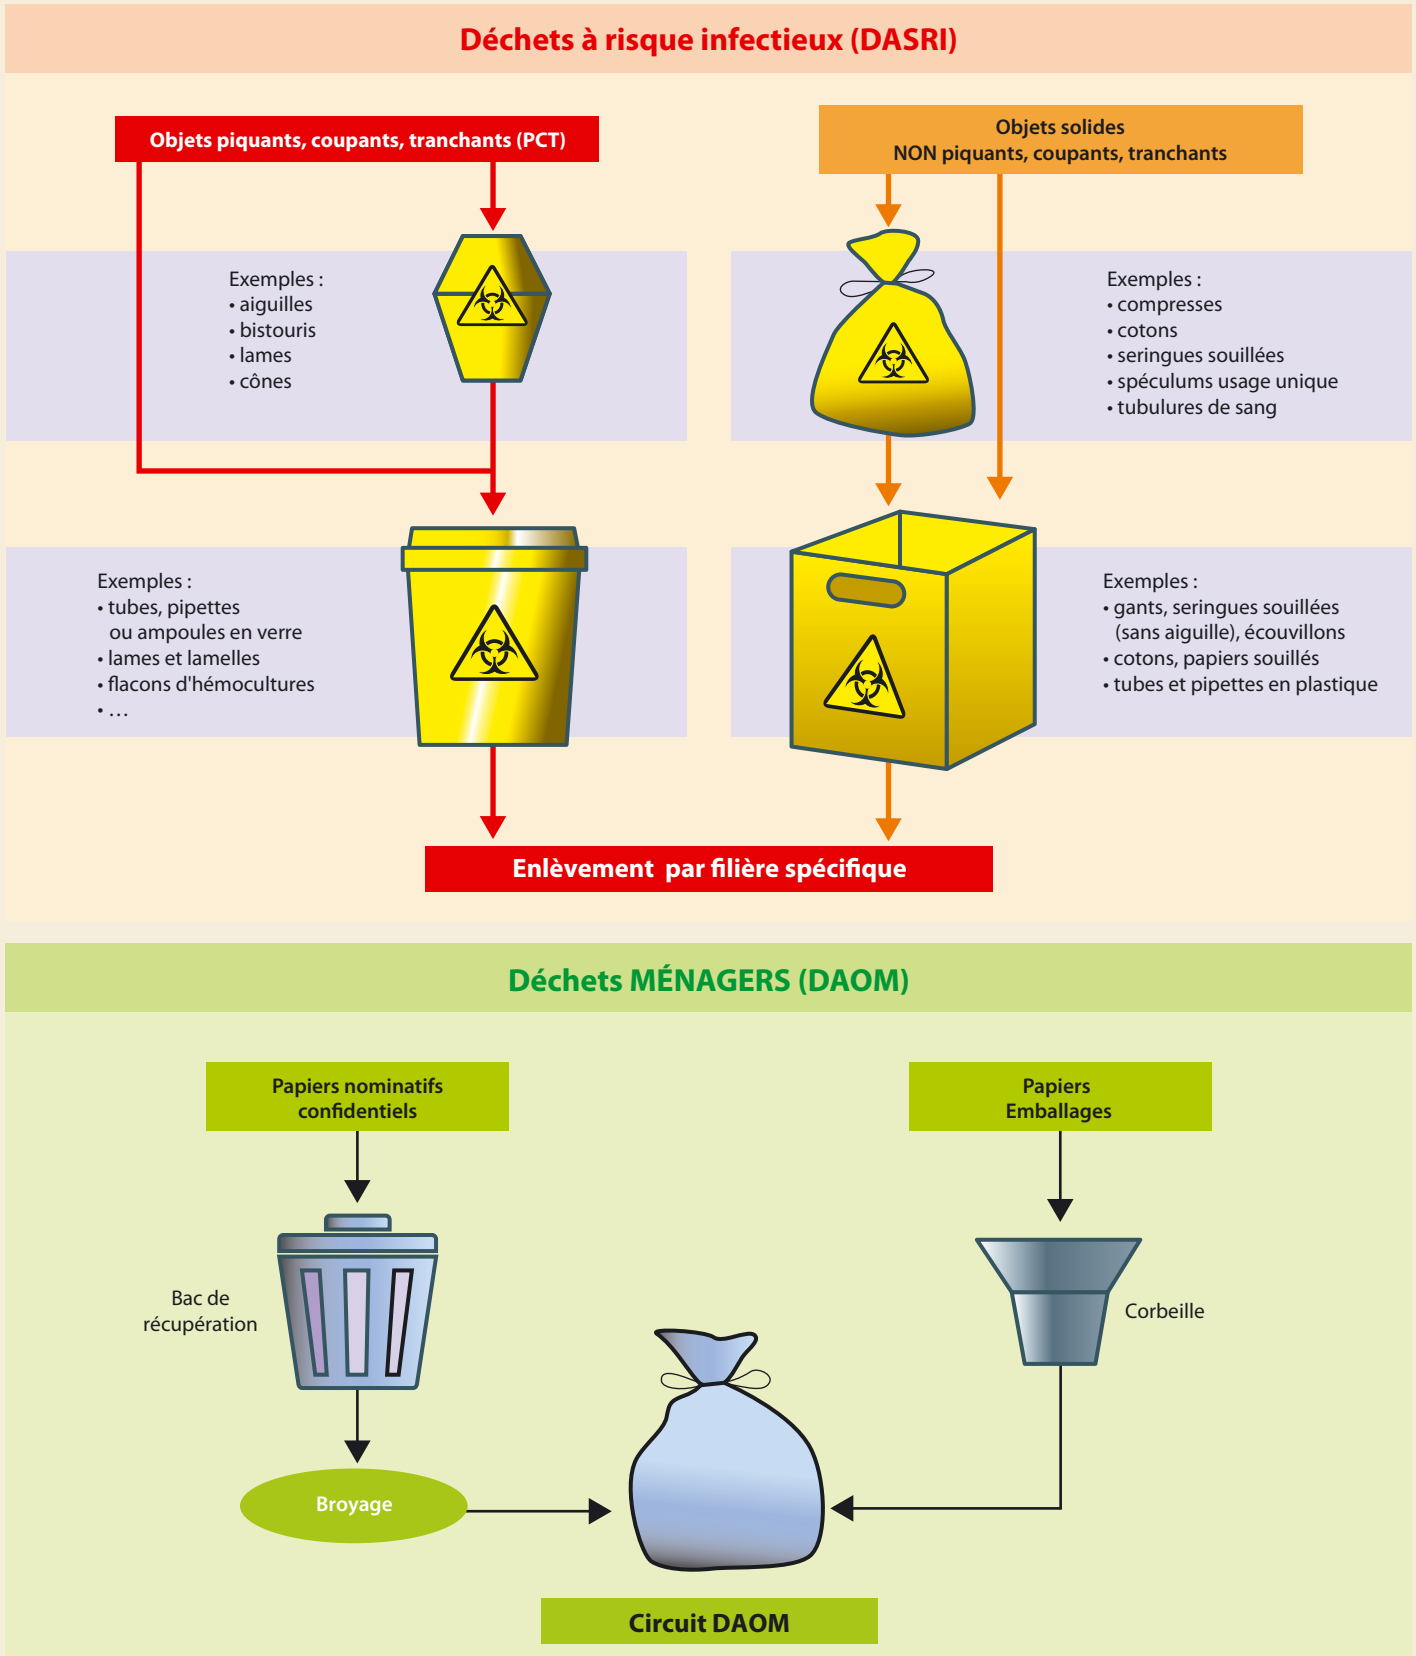 Déchets à risque infectieux (DASRI)
Objets piquants, coupants, tranchants (PCT)
Objets solides
NON piquants, coupants, tranchants
Exemples :
• aiguilles
• bistouris
• lames
• cônes
Exemples :
• compresses
• cotons
• seringues souillées
• spéculums usage unique
• tubulures de sang
Exemples :
• tubes, pipettes
ou ampoules en verre
• lames et lamelles
• flacons d'hémocultures
• …
Exemples :
• gants, seringues souillées
(sans aiguille), écouvillons
• cotons, papiers souillés
• tubes et pipettes en plastique
Enlèvement par filière spécifique
Déchets MÉNAGERS (DAOM)
Papiers nominatifs
confidentiels
Papiers
Emballages
Bac de
récupération
Corbeille
Broyage
Circuit DAOM